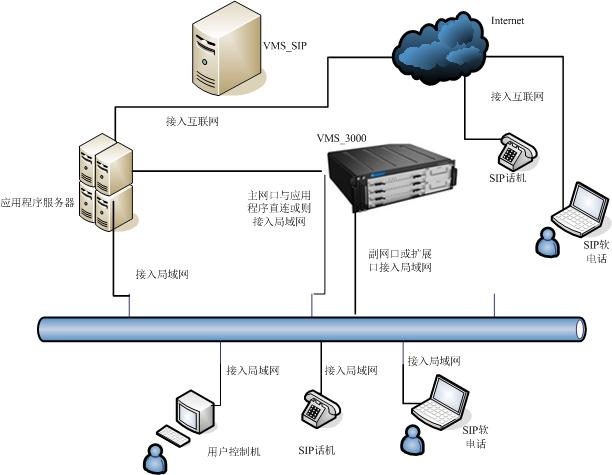 VMS_SIP
Internet
接入互联网
接入互联网
VMS_3000
SIP话机
应用程序服务器
主网口与应用
程序直连或则
接入局域网
副网口或扩展
口接入局域网
SIP软
电话
接入局域网
接入局域网
接入局域网
接入局域网
用户控制机
SIP话机
SIP软
电话